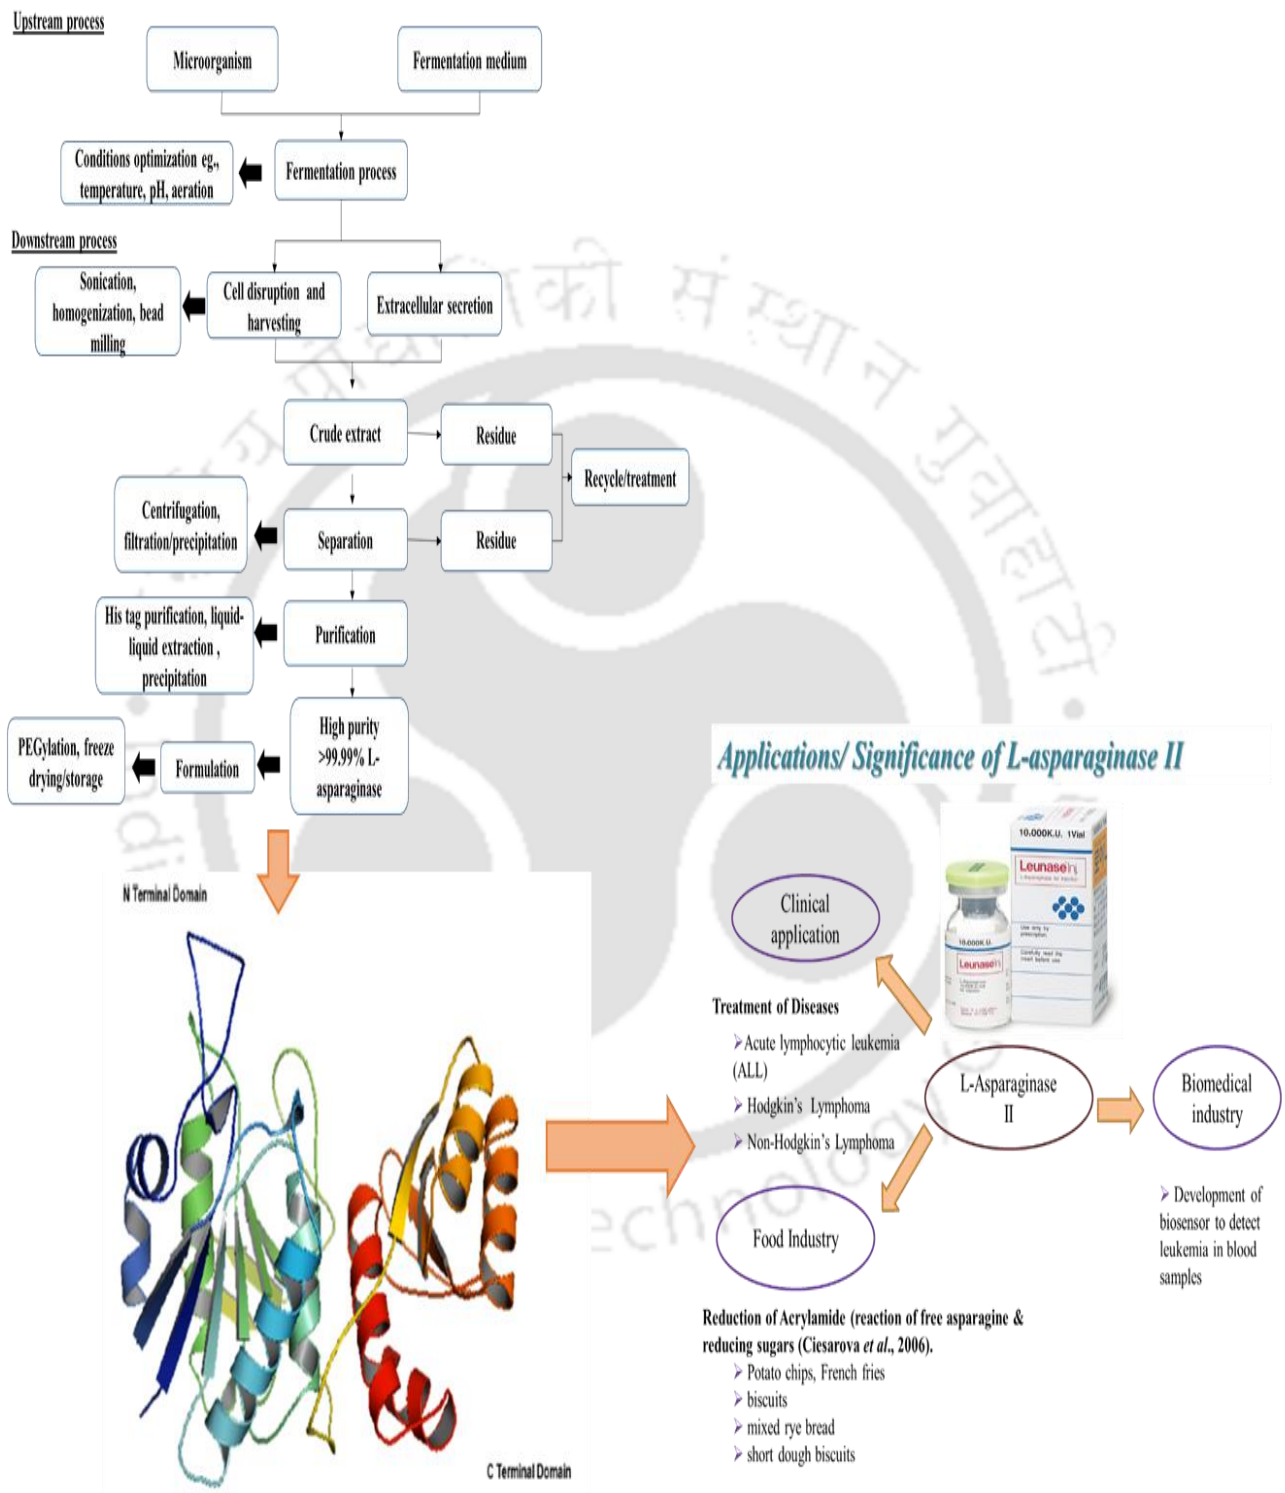 Upstream process
Microorganism
Fermentation medium
Conditions optimization eg.,
temperature, pH, aeration
Fermentation process
Downstream process
Sonication,
homogenization, bead
milling
Cell disruption and
harvesting
Extracellular secretion
Crude extract
Residue
Recycle/treatment
Centrifugation,
filtration/precipitation
Separation
Residue
His tag purification, liquid-
liquid extraction ,
precipitation
Purification
High purity
>99.99% L-
asparaginase
PEGylation, freeze
drying/storage
Formulation
Applications/ Significance of L-asparaginase II
N Terminal Domain
C Terminal Domain
10.000K.U. 1Vial
Leunase inj.
10.000K.U.
Leunase
Clinical
application
Treatment of Diseases
➢Acute lymphocytic leukemia
(ALL)
➢ Hodgkin's Lymphoma
➢ Non-Hodgkin's Lymphoma
L-Asparaginase
II
Biomedical
industry
➢ Development of
biosensor to detect
leukemia in blood
samples
Food Industry
Reduction of Acrylamide (reaction of free asparagine &
reducing sugars (Ciesarova et al., 2006).
➢ Potato chips, French fries
➢ biscuits
➢ mixed rye bread
➢ short dough biscuits
संस्थान गुवाहाटी
echnology